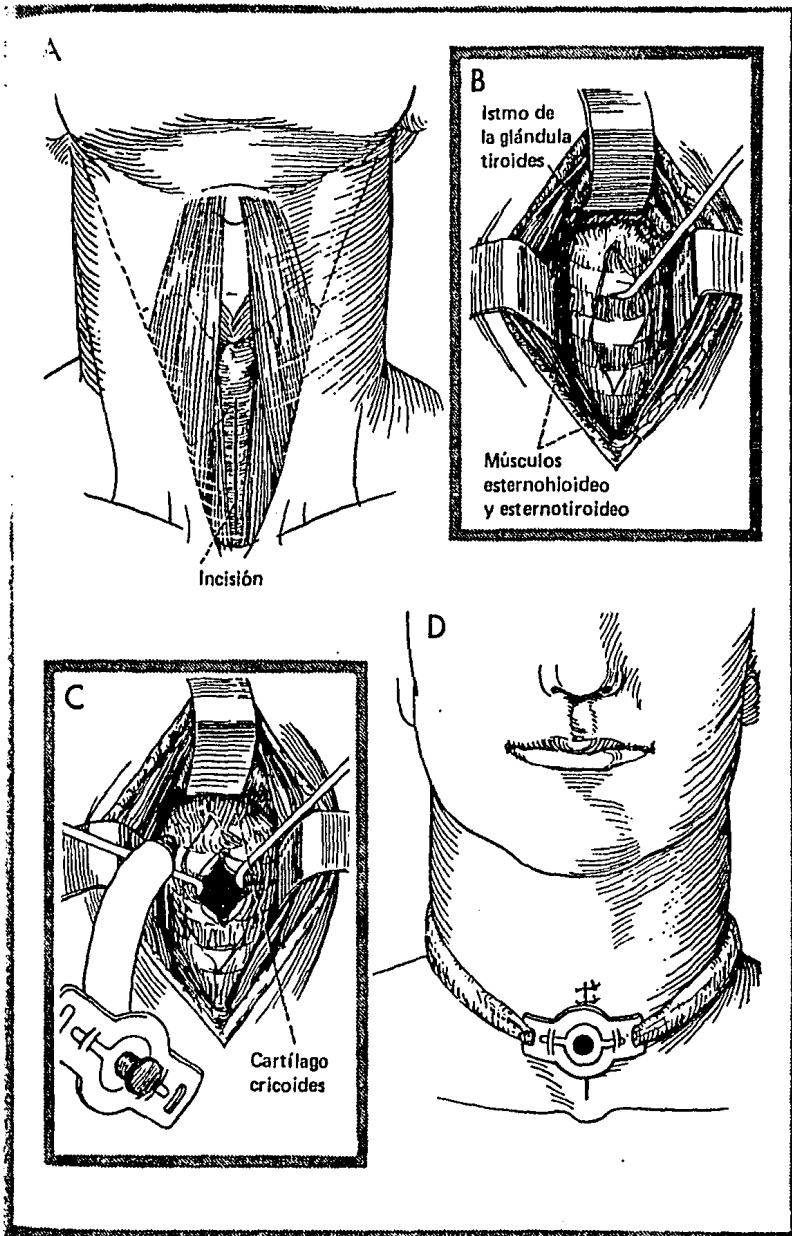 A
Incisión
B
Istmo de
la glándula
tiroides
Músculos
esternohioideo
y esternotiroideo
C
Cartílago
cricoides
D